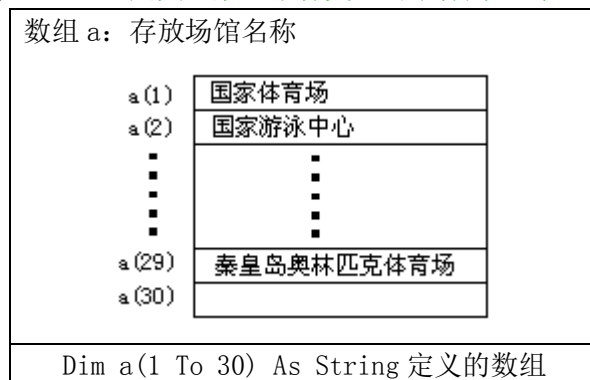 数组 a：存放场馆名称
a(1) 国家体育场
a(2) 国家游泳中心
a(29) 秦皇岛奥林匹克体育场
a(30)
Dim a(1 To 30) As String 定义的数组